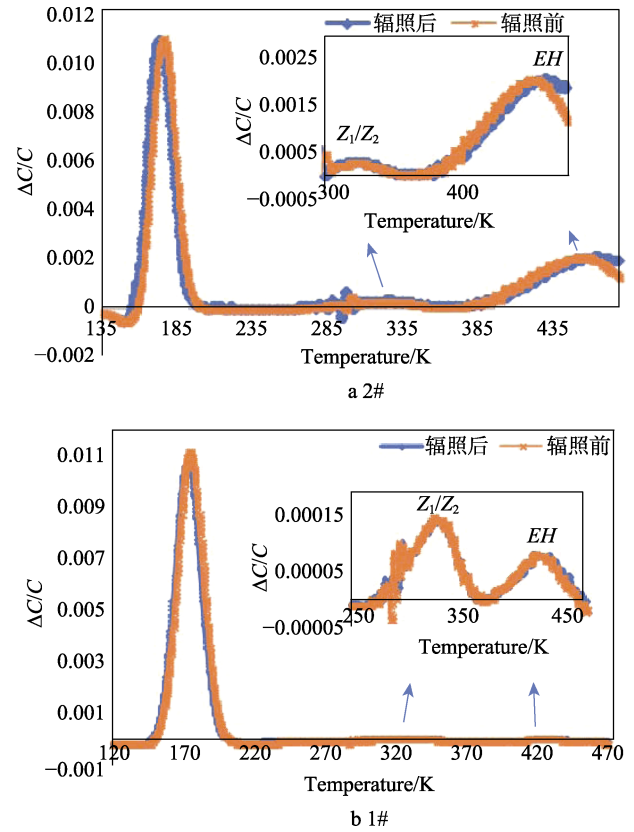 辐照后 辐照前
0.012
0.010
0.008
0.006
0.004
0.002
0
−0.002
ΔC/C
135 185 235 285 335 385 435
Temperature/K
0.0025
0.0015
0.0005
−0.0005
ΔC/C
Z₁/Z₂
EH
300 400
Temperature/K
a 2#
辐照后 辐照前
0.011
0.009
0.007
0.005
0.003
0.001
−0.001
ΔC/C
120 170 220 270 320 370 420 470
Temperature/K
0.00015
0.00005
−0.00005
ΔC/C
Z₁/Z₂
EH
250 350 450
Temperature/K
b 1#